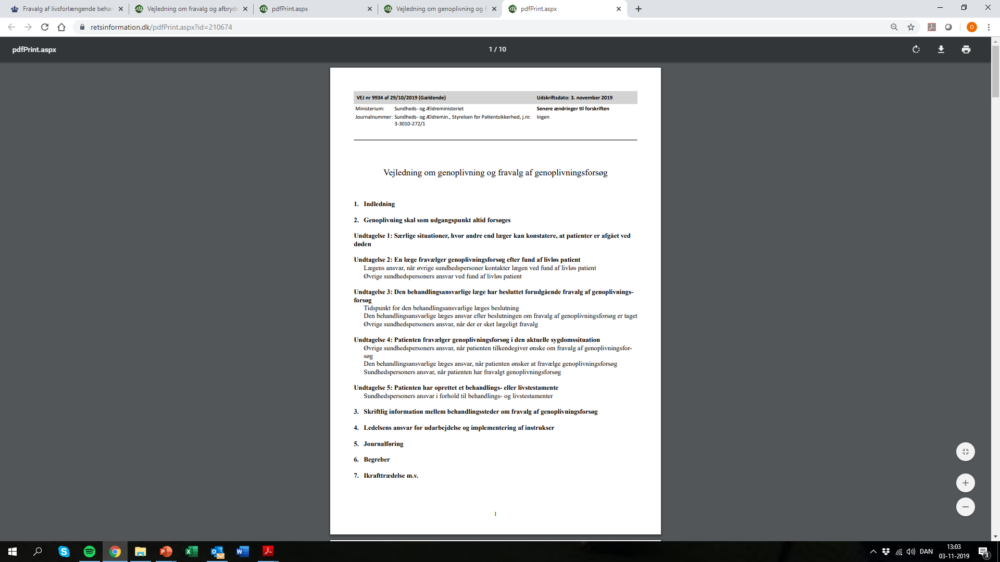 Fravalg af livsforlængende behan
Vejledning om fravalg og afbryde
pdfPrint.aspx
Vejledning om genoplivning og f
pdfPrint.aspx
retsinformation.dk/pdfPrint.aspx?id=210674
O
pdfPrint.aspx
1 / 10
VEJ nr 9934 af 29/10/2019 (Gældende)
Udskriftsdato: 3. november 2019
Ministerium: Sundheds- og Ældreministeriet
Senere ændringer til forskriften
Journalnummer: Sundheds- og Ældremin., Styrelsen for Patientsikkerhed, j.nr.
Ingen
3-3010-272/1
Vejledning om genoplivning og fravalg af genoplivningsforsøg
1. Indledning
2. Genoplivning skal som udgangspunkt altid forsøges
Undtagelse 1: Særlige situationer, hvor andre end læger kan konstatere, at patienter er afgået ved
døden
Undtagelse 2: En læge fravælger genoplivningsforsøg efter fund af livløs patient
Lægens ansvar, når øvrige sundhedspersoner kontakter lægen ved fund af livløs patient
Øvrige sundhedspersoners ansvar ved fund af livløs patient
Undtagelse 3: Den behandlingsansvarlige læge har besluttet forudgående fravalg af genoplivnings-
forsøg
Tidspunkt for den behandlingsansvarlige læges beslutning
Den behandlingsansvarlige læges ansvar efter beslutningen om fravalg af genoplivningsforsøg er taget
Øvrige sundhedspersoners ansvar, når der er sket lægeligt fravalg
Undtagelse 4: Patienten fravælger genoplivningsforsøg i den aktuelle sygdomssituation
Øvrige sundhedspersoners ansvar, når patienten tilkendegiver ønske om fravalg af genoplivningsfor-
søg
Den behandlingsansvarlige læges ansvar, når patienten ønsker at fravælge genoplivningsforsøg
Sundhedspersoners ansvar, når patienten har fravalgt genoplivningsforsøg
Undtagelse 5: Patienten har oprettet et behandlings- eller livstestamente
Sundhedspersoners ansvar i forhold til behandlings- og livstestamenter
3. Skriftlig information mellem behandlingssteder om fravalg af genoplivningsforsøg
4. Ledelsens ansvar for udarbejdelse og implementering af instrukser
5. Journalføring
6. Begreber
7. Ikrafttrædelse m.v.
1
DAN
13:03
03-11-2019
3